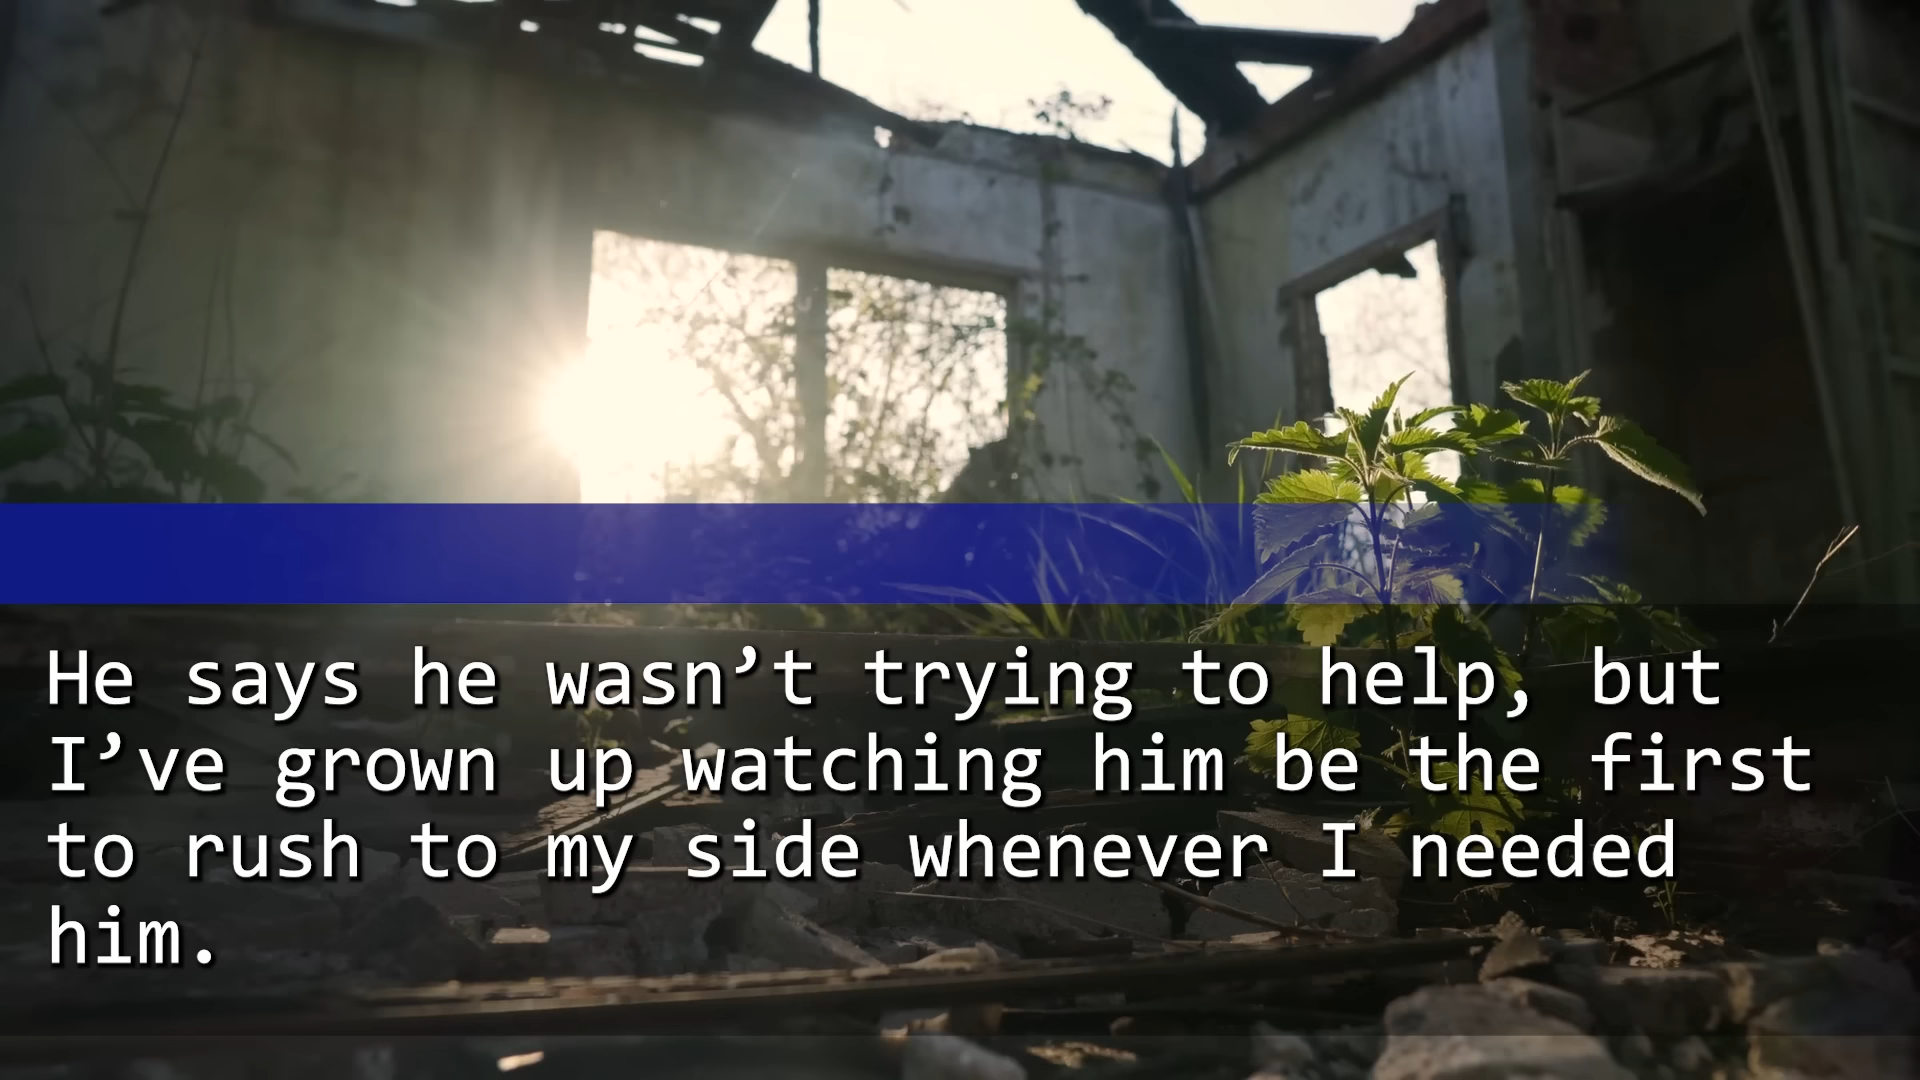 He says he wasn’t trying to help, but
I’ve grown up watching him be the first
to rush to my side whenever I needed
him.